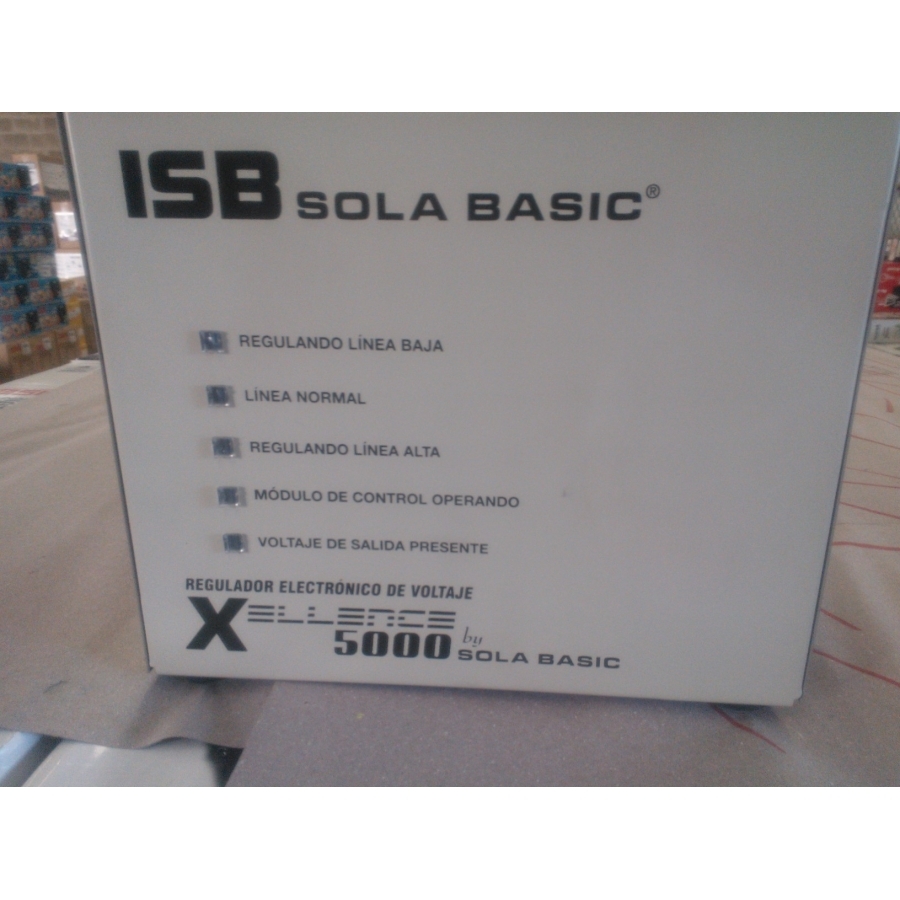 ISB SOLA BASIC®
REGULANDO LÍNEA BAJA
LÍNEA NORMAL
REGULANDO LÍNEA ALTA
MÓDULO DE CONTROL OPERANDO
VOLTAJE DE SALIDA PRESENTE
REGULADOR ELECTRÓNICO DE VOLTAJE
XELLENCE
5000 by SOLA BASIC